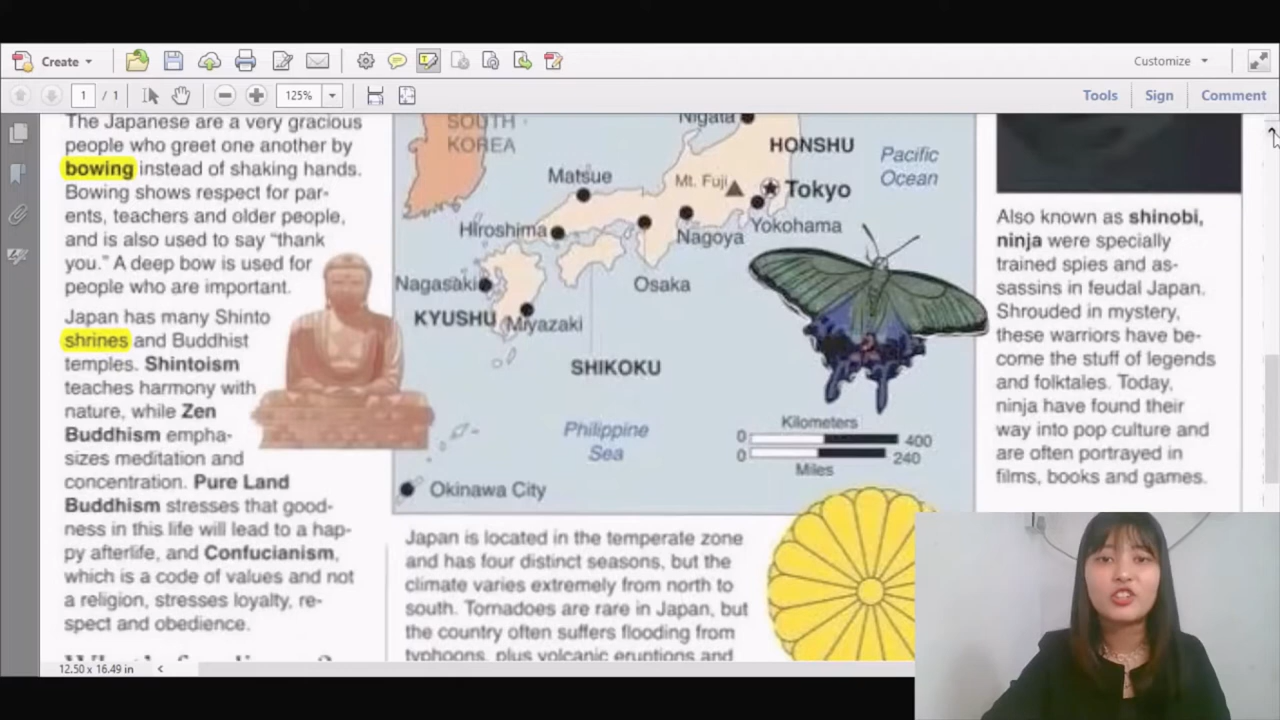 Create
Customize
1 / 1
125%
Tools
Sign
Comment
The Japanese are a very gracious
people who greet one another by
bowing instead of shaking hands.
Bowing shows respect for par-
ents, teachers and older people,
and is also used to say “thank
you.” A deep bow is used for
people who are important.
Japan has many Shinto
shrines and Buddhist
temples. Shintoism
teaches harmony with
nature, while Zen
Buddhism empha-
sizes meditation and
concentration. Pure Land
Buddhism stresses that good-
ness in this life will lead to a hap-
py afterlife, and Confucianism,
which is a code of values and not
a religion, stresses loyalty, re-
spect and obedience.
SOUTH
KOREA
Nigata
HONSHU
Pacific
Ocean
Matsue
Mt. Fuji
Tokyo
Hiroshima
Nagoya
Yokohama
Nagasaki
Osaka
KYUSHU
Miyazaki
SHIKOKU
Philippine
Sea
Kilometers
0
400
0
240
Miles
Okinawa City
Japan is located in the temperate zone
and has four distinct seasons, but the
climate varies extremely from north to
south. Tornadoes are rare in Japan, but
the country often suffers flooding from
typhoons, plus volcanic eruptions and
Also known as shinobi,
ninja were specially
trained spies and as-
sassins in feudal Japan.
Shrouded in mystery,
these warriors have be-
come the stuff of legends
and folktales. Today,
ninja have found their
way into pop culture and
are often portrayed in
films, books and games.
12.50 x 16.49 in